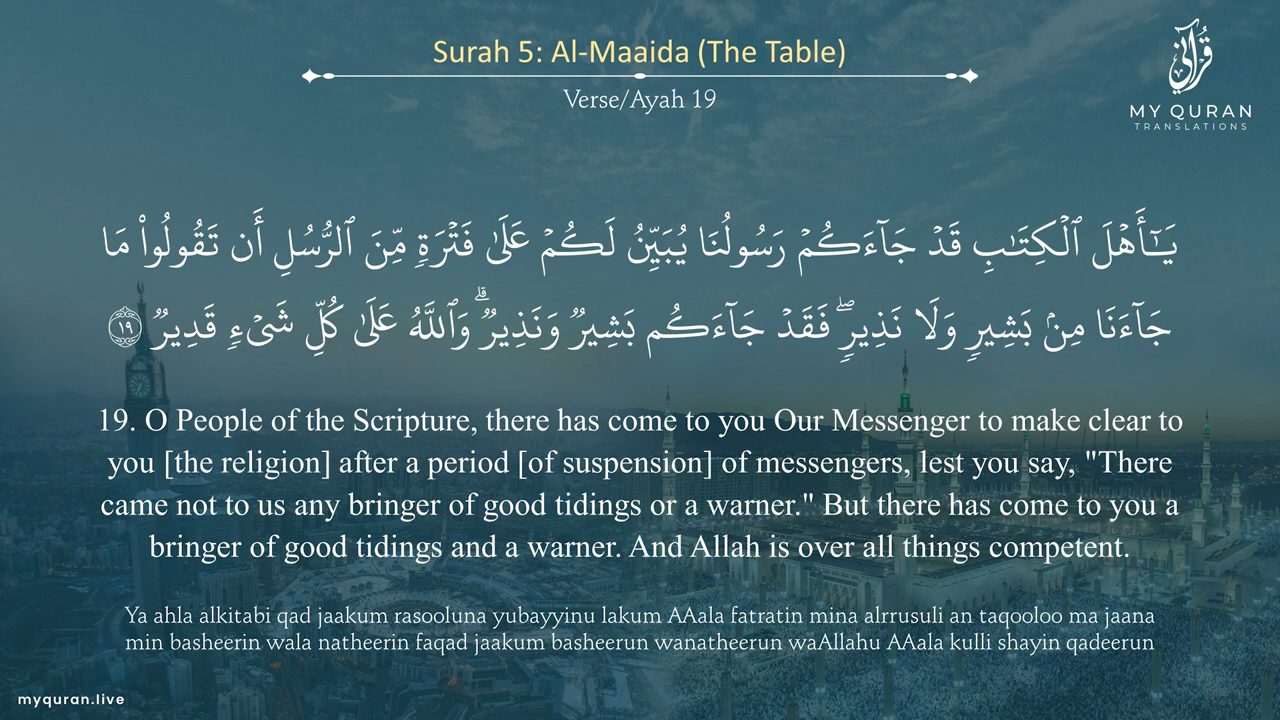 Surah 5: Al-Maaida (The Table)
Verse/Ayah 19
قرآني
MY QURAN
TRANSLATIONS
يَـٰٓأَهْلَ ٱلْكِتَـٰبِ قَدْ جَآءَكُمْ رَسُولُنَا يُبَيِّنُ لَكُمْ عَلَىٰ فَتْرَةٍ مِّنَ ٱلرُّسُلِ أَن تَقُولُوا۟ مَا
جَآءَنَا مِنۢ بَشِيرٍ وَلَا نَذِيرٍ ۖ فَقَدْ جَآءَكُم بَشِيرٌ وَنَذِيرٌ ۗ وَٱللَّهُ عَلَىٰ كُلِّ شَىْءٍ قَدِيرٌ ١٩
19. O People of the Scripture, there has come to you Our Messenger to make clear to
you [the religion] after a period [of suspension] of messengers, lest you say, "There
came not to us any bringer of good tidings or a warner." But there has come to you a
bringer of good tidings and a warner. And Allah is over all things competent.
Ya ahla alkitabi qad jaakum rasooluna yubayyinu lakum AAala fatratin mina alrrusuli an taqooloo ma jaana
min basheerin wala natheerin faqad jaakum basheerun wanatheerun waAllahu AAala kulli shayin qadeerun
myquran.live